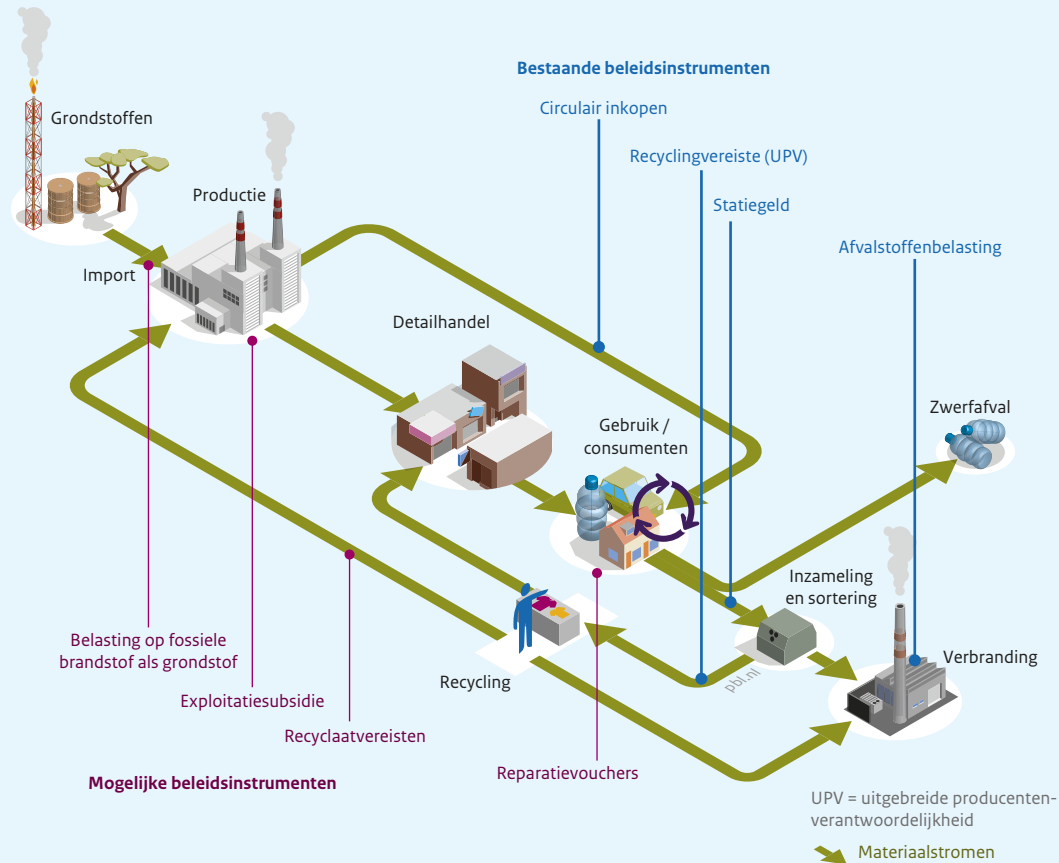 Bestaande beleidsinstrumenten
Circulair inkopen
Grondstoffen
Recyclingvereiste (UPV)
Productie
Statiegeld
Afvalstoffenbelasting
Import
Detailhandel
Zwerfafval
Gebruik /
consumenten
Inzameling
en sortering
Belasting op fossiele
brandstof als grondstof
Verbranding
pbl.nl
Recycling
Exploitatiesubsidie
Recyclaatvereisten
Reparatievouchers
Mogelijke beleidsinstrumenten
UPV = uitgebreide producenten-
verantwoordelijkheid
Materiaalstromen